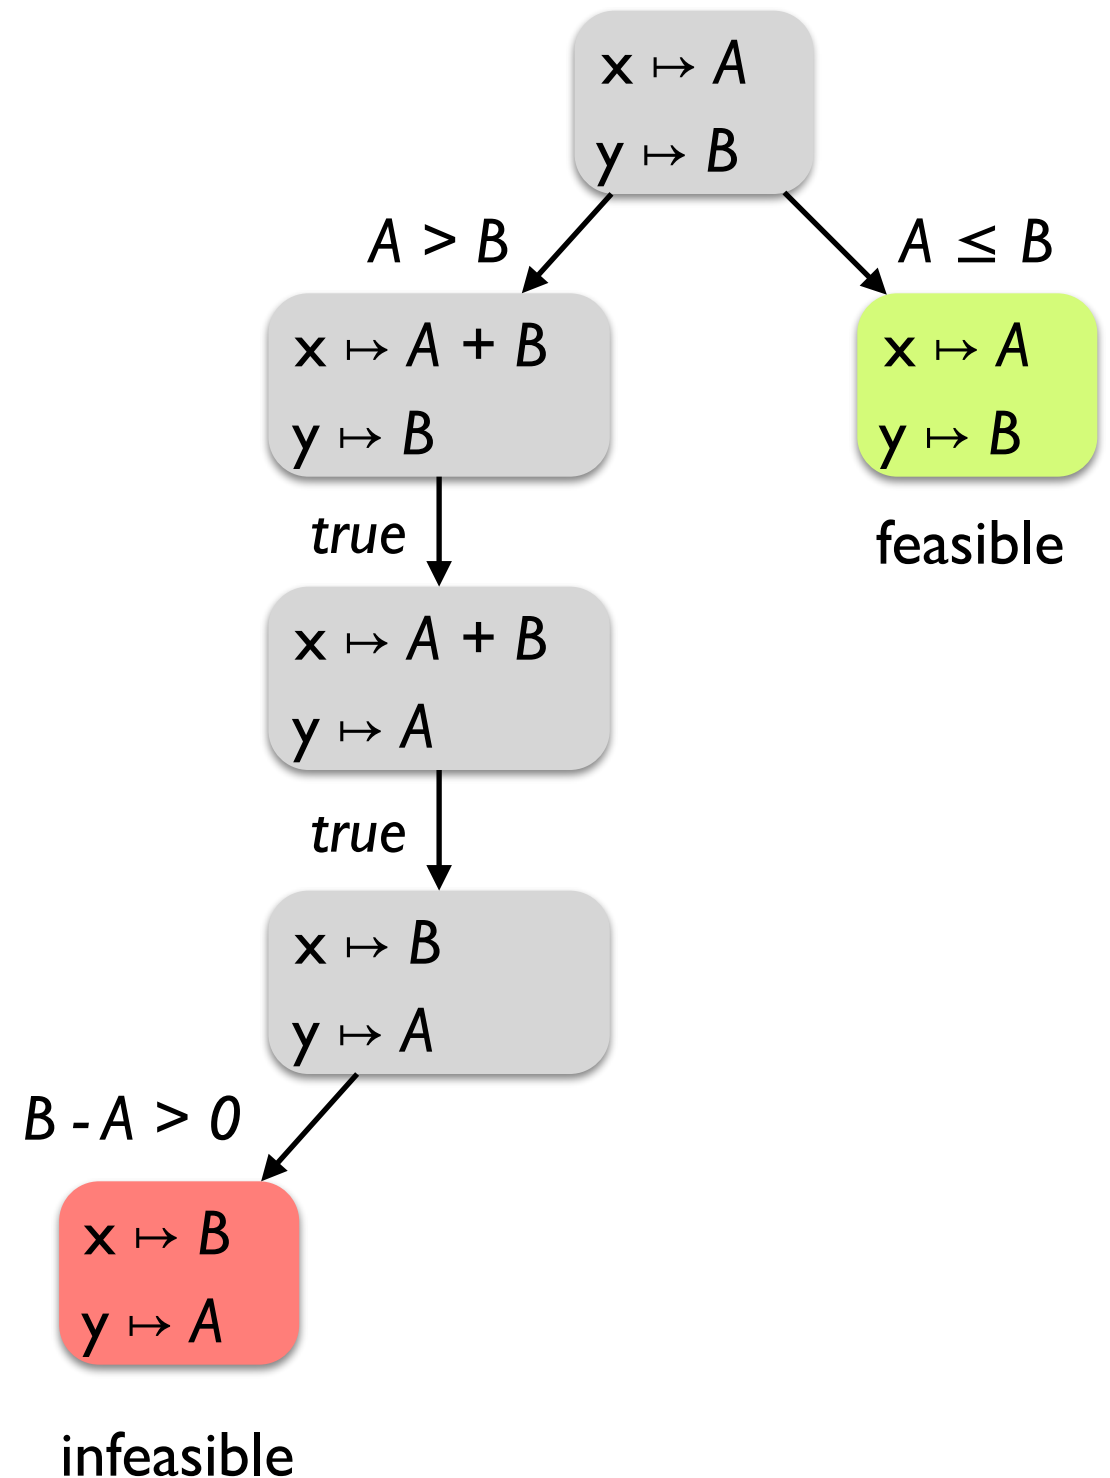 x ↦ A
y ↦ B
A > B
A ≤ B
x ↦ A + B
y ↦ B
x ↦ A
y ↦ B
true
feasible
x ↦ A + B
y ↦ A
true
x ↦ B
y ↦ A
B - A > 0
x ↦ B
y ↦ A
infeasible